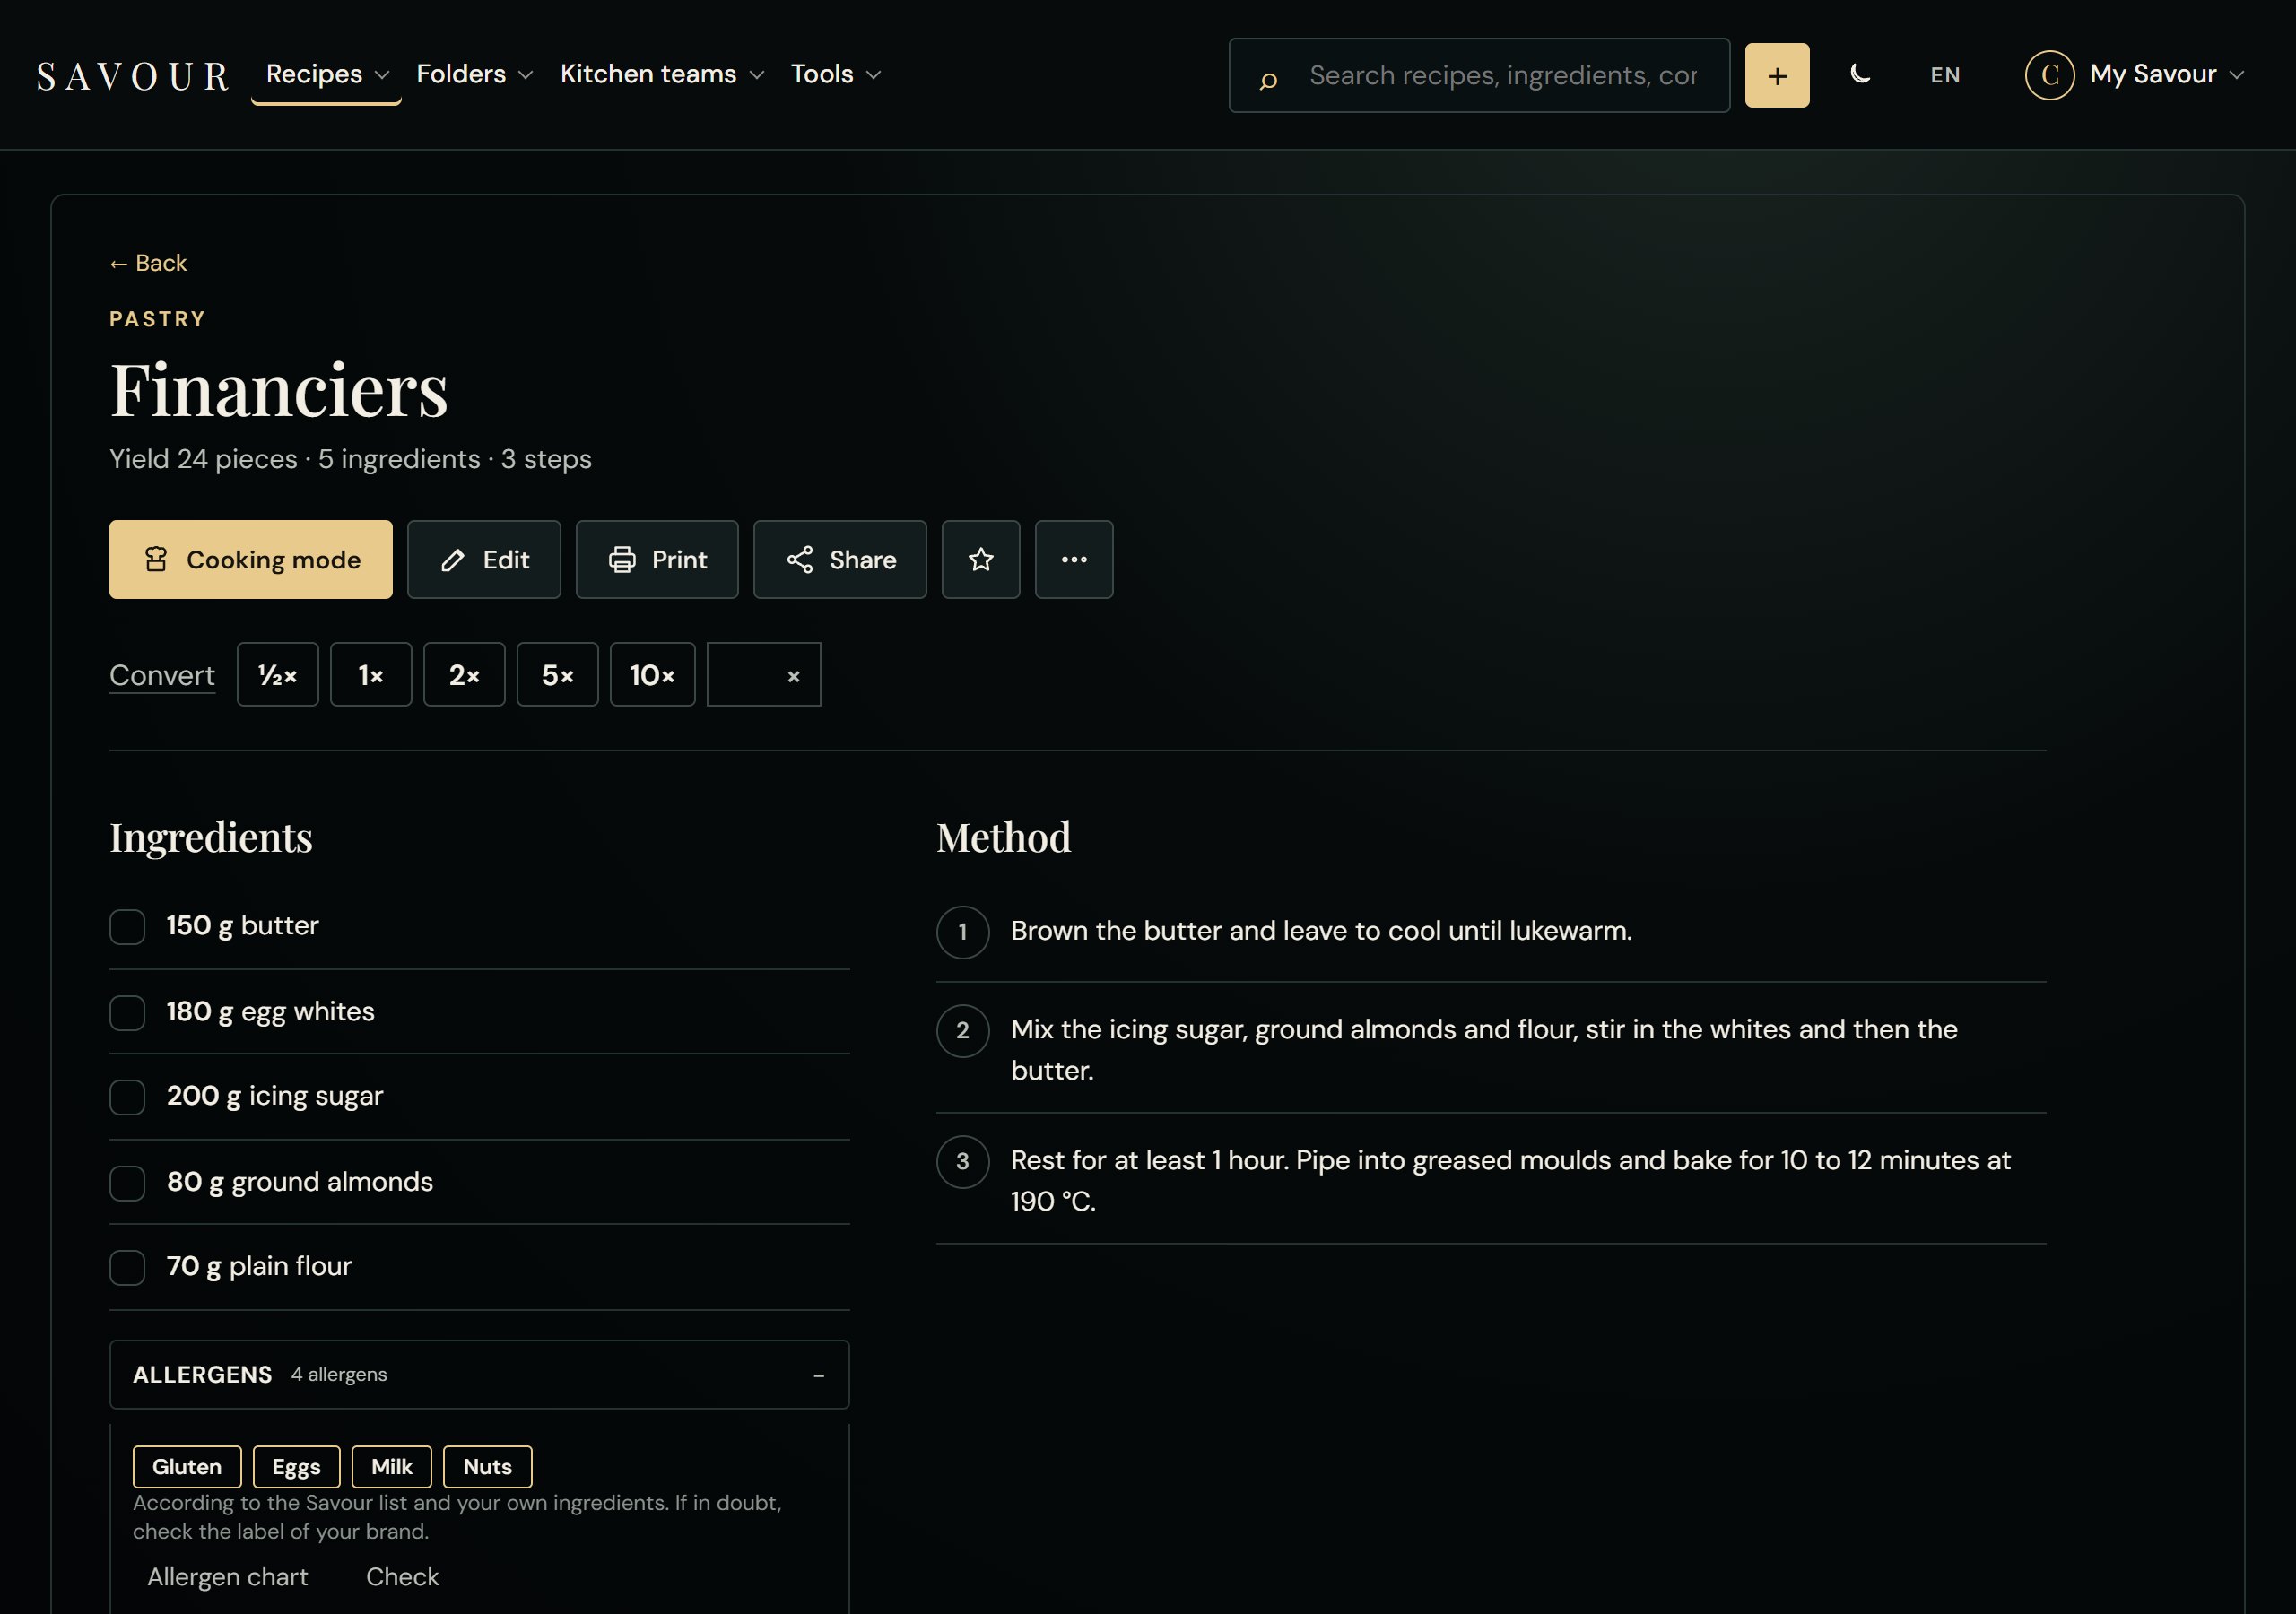 SAVOUR Recipes Folders Kitchen teams Tools Search recipes, ingredients, cor + EN C My Savour
← Back
PASTRY
Financiers
Yield 24 pieces · 5 ingredients · 3 steps
Cooking mode Edit Print Share
Convert ½× 1× 2× 5× 10× ×
Ingredients
150 g butter
180 g egg whites
200 g icing sugar
80 g ground almonds
70 g plain flour
ALLERGENS 4 allergens –
Gluten Eggs Milk Nuts
According to the Savour list and your own ingredients. If in doubt,
check the label of your brand.
Allergen chart Check
Method
1 Brown the butter and leave to cool until lukewarm.
2 Mix the icing sugar, ground almonds and flour, stir in the whites and then the
butter.
3 Rest for at least 1 hour. Pipe into greased moulds and bake for 10 to 12 minutes at
190 °C.